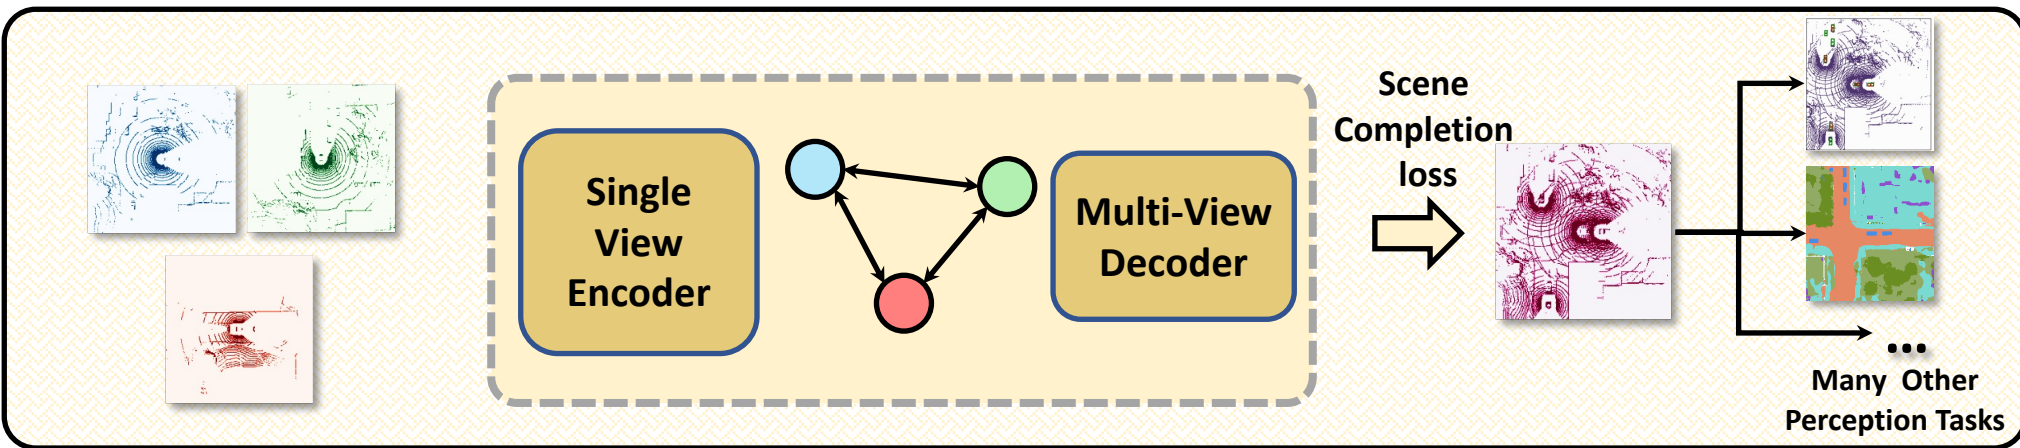 Single
View
Encoder
Multi-View
Decoder
Scene
Completion
loss
...
Many Other
Perception Tasks